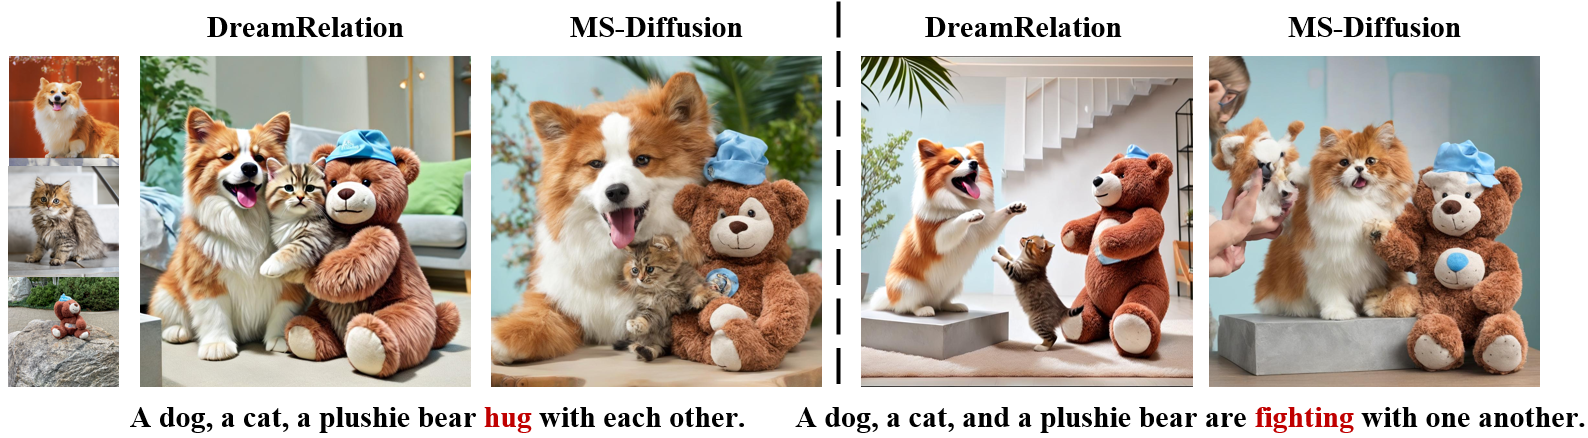 DreamRelation
MS-Diffusion
DreamRelation
MS-Diffusion
A dog, a cat, a plushie bear hug with each other.
A dog, a cat, and a plushie bear are fighting with one another.